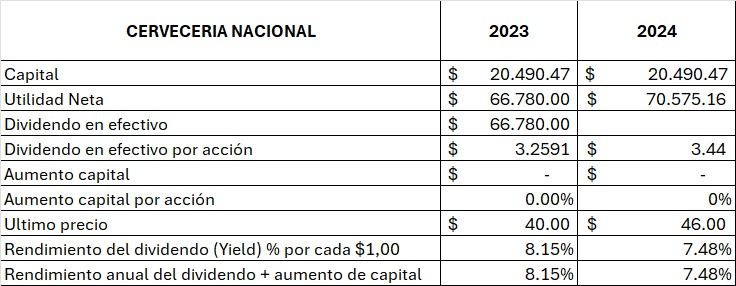 CERVECERIA NACIONAL 2023 2024
Capital $ 20.490.47 $ 20.490.47
Utilidad Neta $ 66.780.00 $ 70.575.16
Dividendo en efectivo $ 66.780.00
Dividendo en efectivo por acción $ 3.2591 $ 3.44
Aumento capital $ - $ -
Aumento capital por acción 0.00% 0%
Ultimo precio $ 40.00 $ 46.00
Rendimiento del dividendo (Yield) % por cada $1,00 8.15% 7.48%
Rendimiento anual del dividendo + aumento de capital 8.15% 7.48%